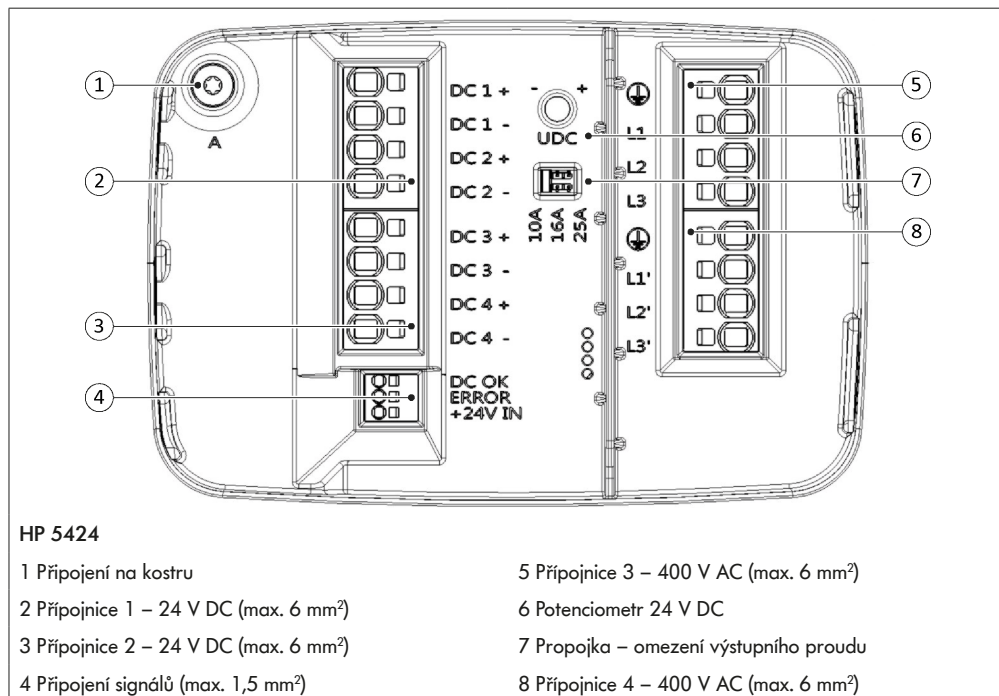 1
A
2
3
4
DC 1 +
DC 1 -
DC 2 +
DC 2 -
DC 3 +
DC 3 -
DC 4 +
DC 4 -
DC OK
ERROR
+24V IN
- +
UDC
10A
16A
25A
L1
L2
L3
L1'
L2'
L3'
5
6
7
8
HP 5424
1 Připojení na kostru
2 Přípojnice 1 – 24 V DC (max. 6 mm²)
3 Přípojnice 2 – 24 V DC (max. 6 mm²)
4 Připojení signálů (max. 1,5 mm²)
5 Přípojnice 3 – 400 V AC (max. 6 mm²)
6 Potenciometr 24 V DC
7 Propojka – omezení výstupního proudu
8 Přípojnice 4 – 400 V AC (max. 6 mm²)